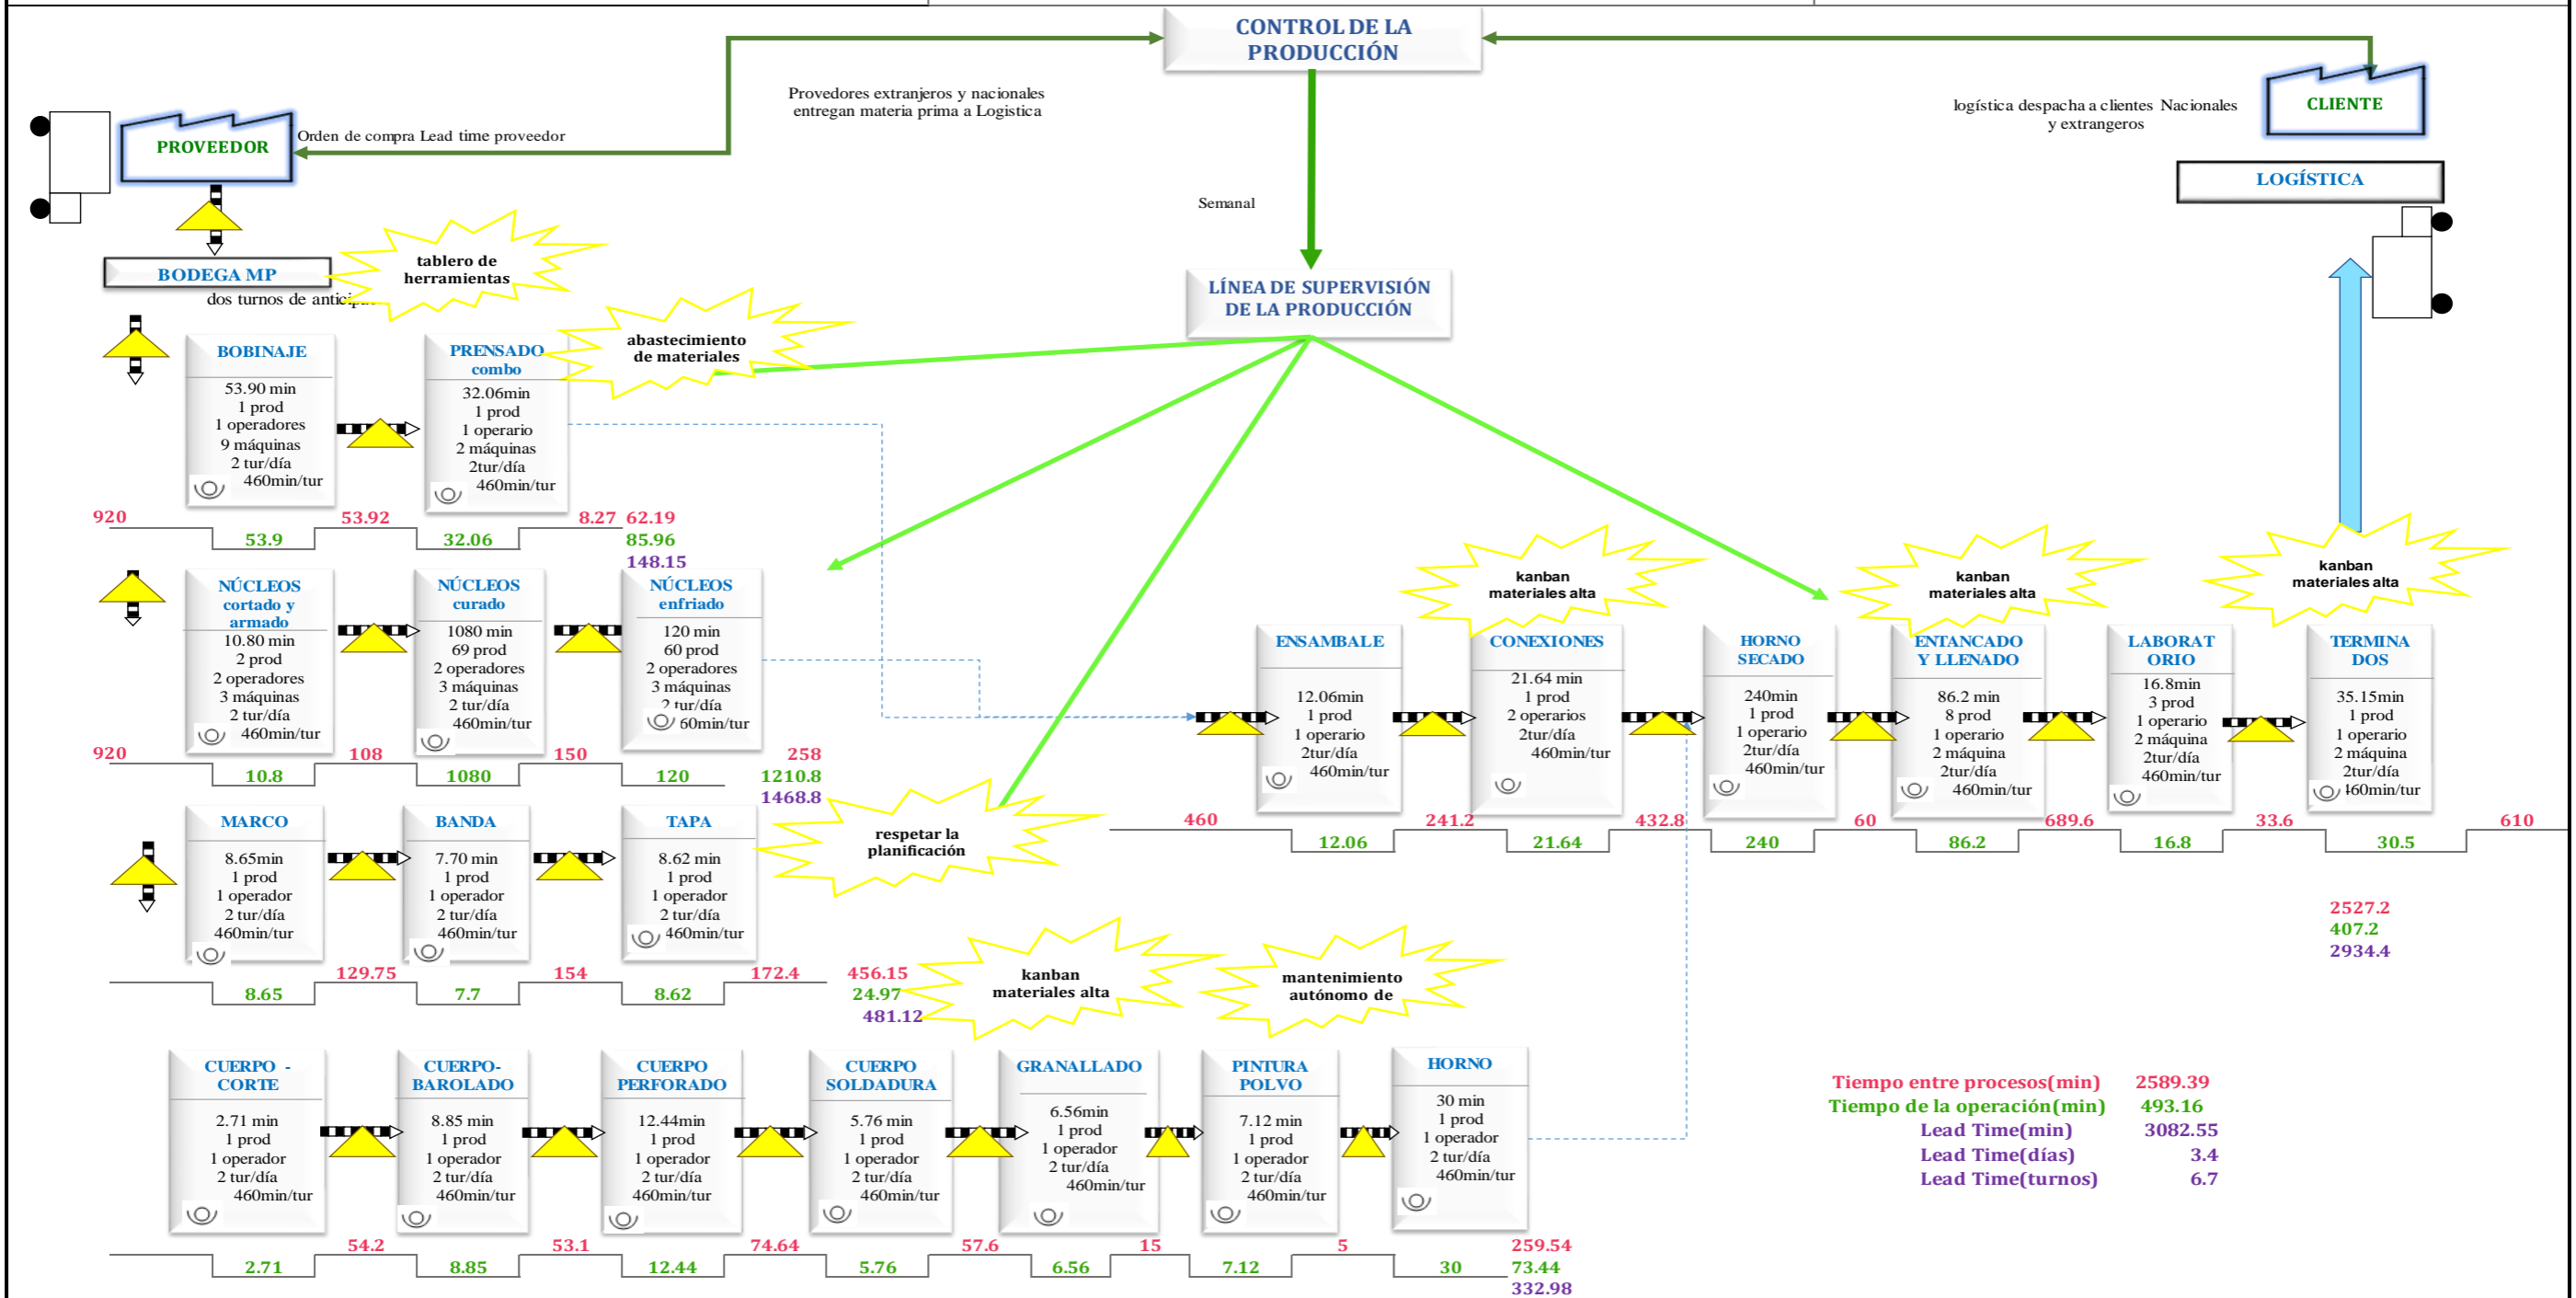 CONTROL DE LA
PRODUCCIÓN
Provedores extranjeros y nacionales
entregan materia prima a Logistica
logística despacha a clientes Nacionales
y extrangeros
CLIENTE
PROVEEDOR
Orden de compra Lead time proveedor
LOGÍSTICA
Semanal
BODEGA MP
dos turnos de
tablero de
herramientas
LÍNEA DE SUPERVISIÓN
DE LA PRODUCCIÓN
abastecimiento
de materiales
BOBINAJE
53.90 min
1 prod
1 operadores
9 máquinas
2 tur/día
460min/tur
PRENSADO
combo
32.06min
1 prod
1 operario
2 máquinas
2tur/día
460min/tur
920
53.92
8.27
62.19
53.9
32.06
85.96
148.15
NÚCLEOS
cortado y
armado
10.80 min
2 prod
2 operadores
3 máquinas
2 tur/día
460min/tur
NÚCLEOS
curado
1080 min
69 prod
2 operadores
3 máquinas
2 tur/día
460min/tur
NÚCLEOS
enfriado
120 min
60 prod
2 operadores
3 máquinas
2 tur/día
60min/tur
920
108
150
258
10.8
1080
120
1210.8
1468.8
kanban
materiales alta
kanban
materiales alta
kanban
materiales alta
ENSAMBALE
12.06min
1 prod
1 operario
2tur/día
460min/tur
CONEXIONES
21.64 min
1 prod
2 operarios
2tur/día
460min/tur
HORNO
SECADO
240min
1 prod
1 operario
2tur/día
460min/tur
ENTANCADO
Y LLENADO
86.2 min
8 prod
1 operario
2 máquina
2tur/día
460min/tur
LABORAT
ORIO
16.8min
3 prod
1 operario
2 máquina
2tur/día
460min/tur
TERMINA
DOS
35.15min
1 prod
1 operario
2 máquina
2tur/día
460min/tur
460
241.2
432.8
60
689.6
33.6
610
12.06
21.64
240
86.2
16.8
30.5
2527.2
407.2
2934.4
MARCO
8.65min
1 prod
1 operador
2 tur/día
460min/tur
BANDA
7.70 min
1 prod
1 operador
2 tur/día
460min/tur
TAPA
8.62 min
1 prod
1 operador
2 tur/día
460min/tur
respetar la
planificación
129.75
154
172.4
456.15
8.65
7.7
8.62
24.97
481.12
kanban
materiales alta
mantenimiento
autónomo de
CUERPO -
CORTE
2.71 min
1 prod
1 operador
2 tur/día
460min/tur
CUERPO-
BAROLADO
8.85 min
1 prod
1 operador
2 tur/día
460min/tur
CUERPO
PERFORADO
12.44min
1 prod
1 operador
2 tur/día
460min/tur
CUERPO
SOLDADURA
5.76 min
1 prod
1 operador
2 tur/día
460min/tur
GRANALLADO
6.56min
1 prod
1 operador
2 tur/día
460min/tur
PINTURA
POLVO
7.12 min
1 prod
1 operador
2 tur/día
460min/tur
HORNO
30 min
1 prod
1 operador
2 tur/día
460min/tur
54.2
53.1
74.64
57.6
15
5
259.54
2.71
8.85
12.44
5.76
6.56
7.12
30
73.44
332.98
Tiempo entre procesos(min) 2589.39
Tiempo de la operación(min) 493.16
Lead Time(min) 3082.55
Lead Time(días) 3.4
Lead Time(turnos) 6.7